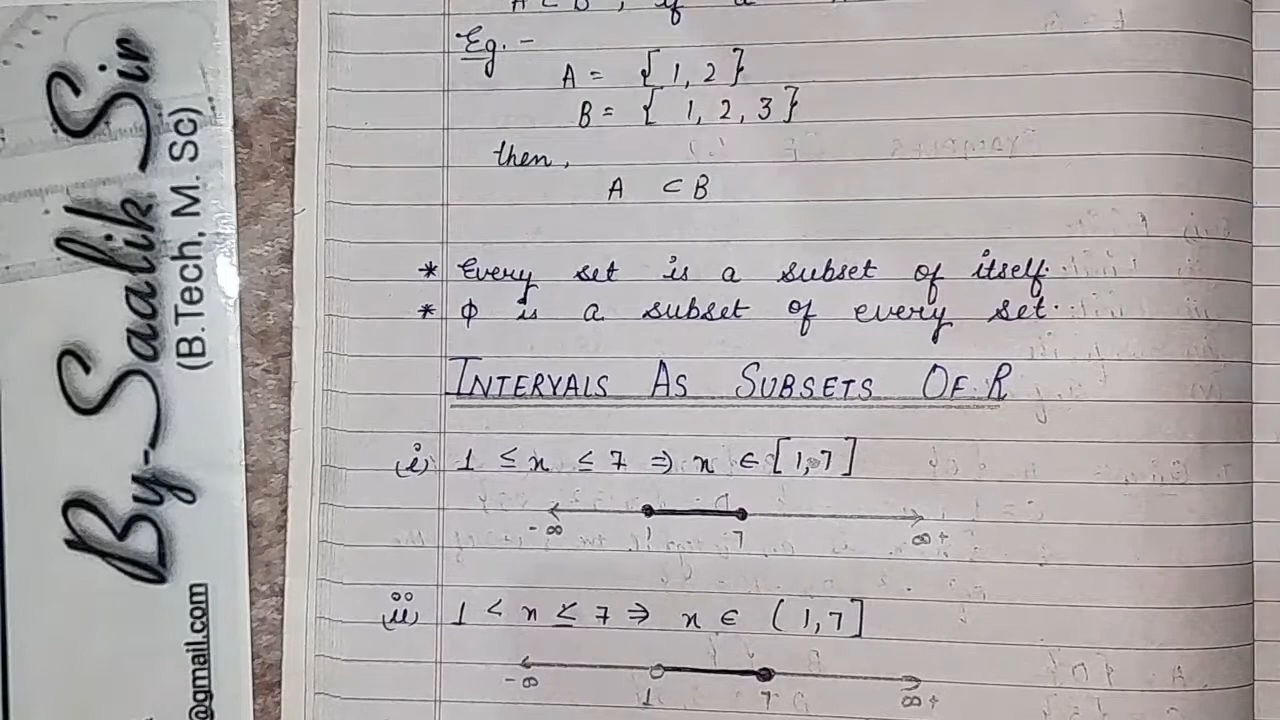 A ⊂ B , if a
Eg. -
A = { 1, 2 }
B = { 1, 2, 3 }
then,
A ⊂ B
* Every set is a subset of itself.
* ϕ is a subset of every set.
INTERVALS AS SUBSETS OF R
(i) 1 ≤ x ≤ 7 ⇒ x ∈ [1, 7]
-∞ 1 7 ∞+
(ii) 1 < x ≤ 7 ⇒ x ∈ (1, 7]
-∞ 1 7 ∞+
By-Saalik Sir
(B.Tech, M. Sc)
@gmail.com